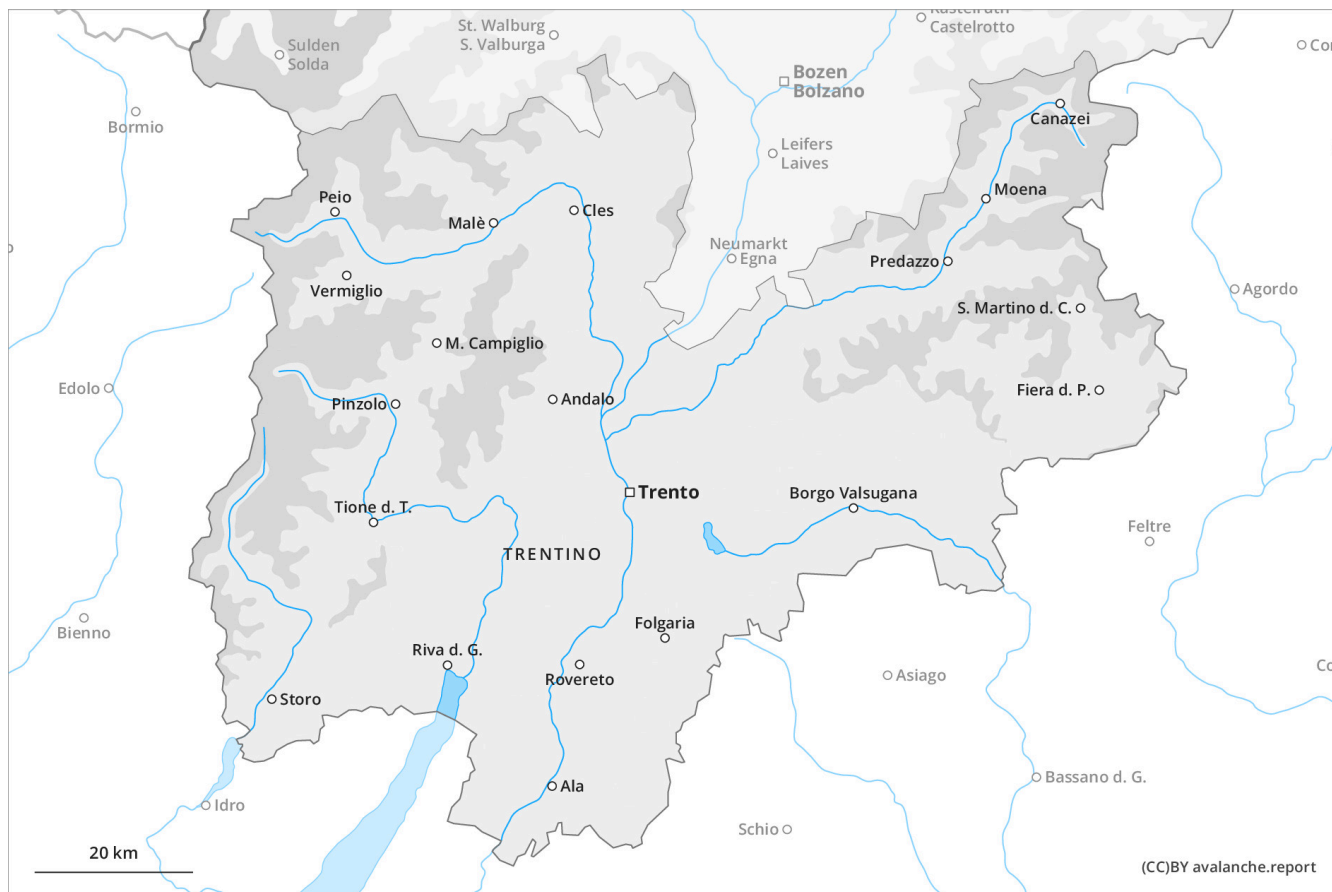 Kastelruth
Castelrotto
St. Walburg
S. Valburga
Sulden
Solda
Bozen
Bolzano
Bormio
Canazei
Leifers
Laives
Moena
Peio
Malè
Cles
Neumarkt
Egna
Predazzo
Vermiglio
Agordo
S. Martino d. C.
M. Campiglio
Edolo
Fiera d. P.
Pinzolo
Andalo
Trento
Borgo Valsugana
Tione d. T.
Feltre
TRENTINO
Bienno
Folgaria
Riva d. G.
Rovereto
Asiago
Storo
Bassano d. G.
Ala
Idro
Schio
20 km
(CC)BY avalanche.report